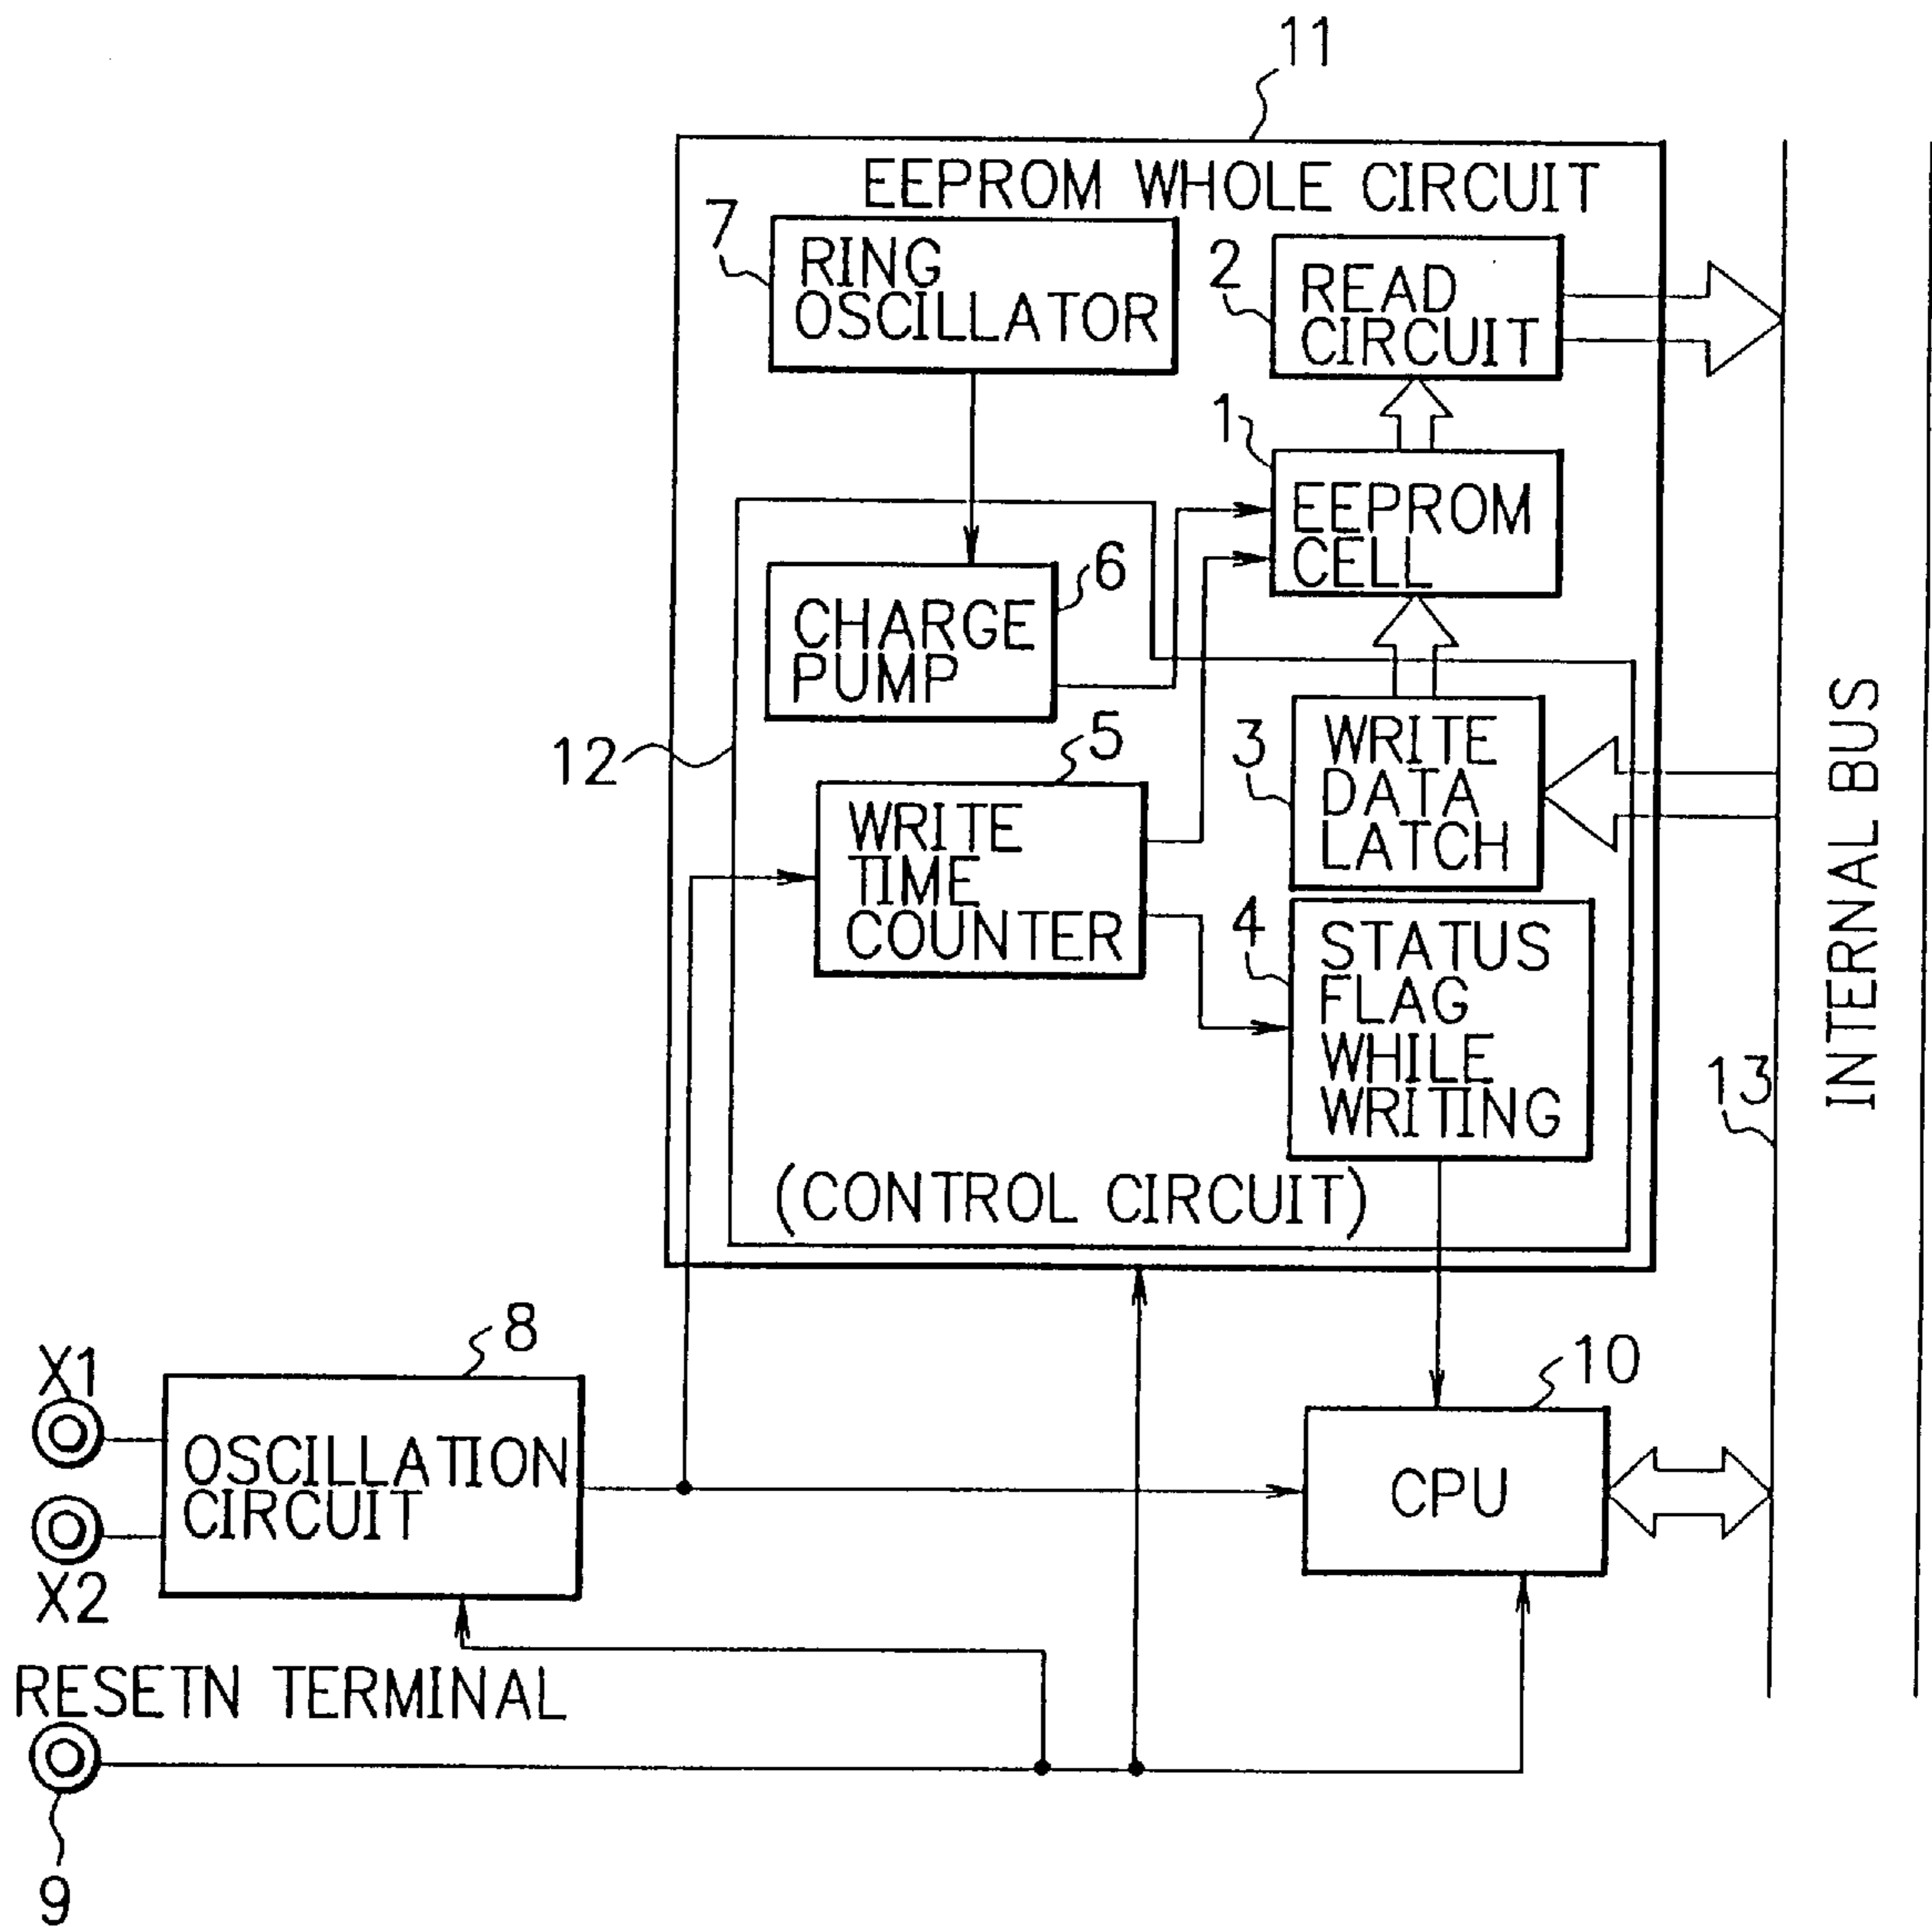 11
EEPROM WHOLE CIRCUIT
7
RING
OSCILLATOR
2
READ
CIRCUIT
1
EEPROM
CELL
6
CHARGE
PUMP
12
5
WRITE
TIME
COUNTER
3
WRITE
DATA
LATCH
4
STATUS
FLAG
WHILE
WRITING
(CONTROL CIRCUIT)
INTERNAL BUS
13
8
X1
OSCILLATION
CIRCUIT
X2
10
CPU
RESETN TERMINAL
9